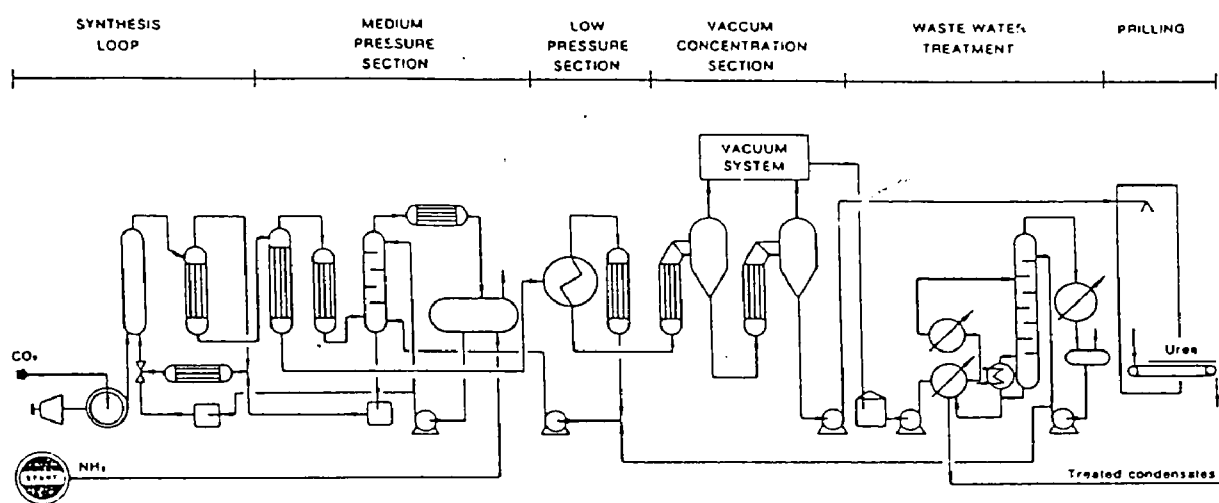 SYNTHESIS
LOOP
MEDIUM
PRESSURE
SECTION
LOW
PRESSURE
SECTION
VACCUM
CONCENTRATION
SECTION
WASTE WATER
TREATMENT
PRILLING
VACUUM
SYSTEM
CO₂
Urea
START
NH₃
Treated condensates